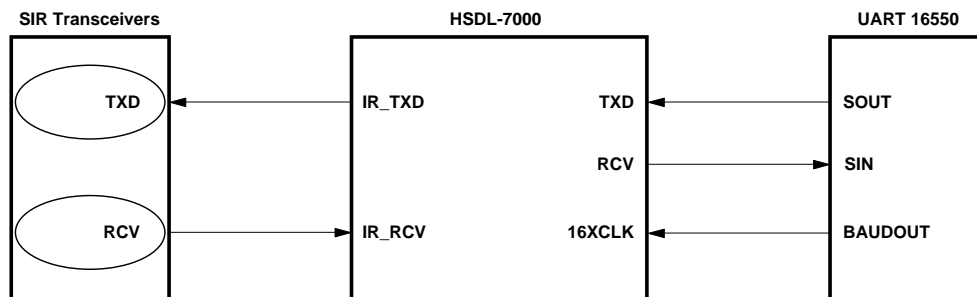 SIR Transceivers HSDL-7000 UART 16550
TXD IR_TXD TXD SOUT
RCV SIN
RCV IR_RCV 16XCLK BAUDOUT